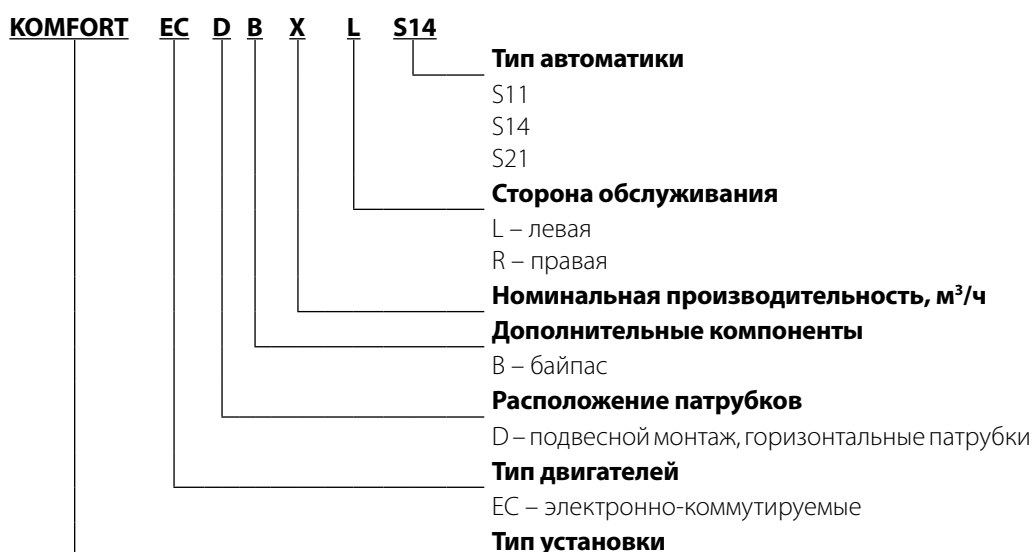 KOMFORT EC D B X L S14
Тип автоматики
S11
S14
S21
Сторона обслуживания
L – левая
R – правая
Номинальная производительность, м³/ч
Дополнительные компоненты
B – байпас
Расположение патрубков
D – подвесной монтаж, горизонтальные патрубки
Тип двигателей
EC – электронно-коммутируемые
Тип установки